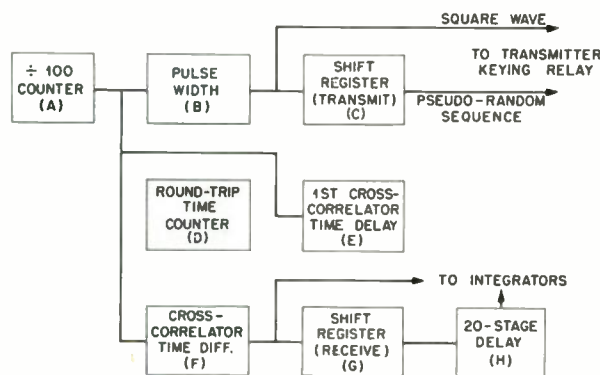 SQUARE WAVE
÷ 100
COUNTER
(A)
PULSE
WIDTH
(B)
SHIFT
REGISTER
(TRANSMIT)
(C)
TO TRANSMITTER
KEYING RELAY
PSEUDO-RANDOM
SEQUENCE
ROUND-TRIP
TIME
COUNTER
(D)
1ST CROSS-
CORRELATOR
TIME DELAY
(E)
TO INTEGRATORS
CROSS-
CORRELATOR
TIME DIFF.
(F)
SHIFT
REGISTER
(RECEIVE)
(G)
20-STAGE
DELAY
(H)